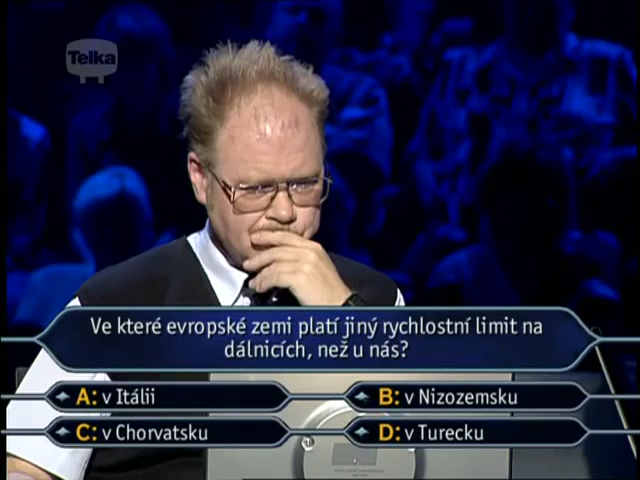 Telka
Ve které evropské zemi platí jiný rychlostní limit na
dálnicích, než u nás?
A: v Itálii
B: v Nizozemsku
C: v Chorvatsku
D: v Turecku